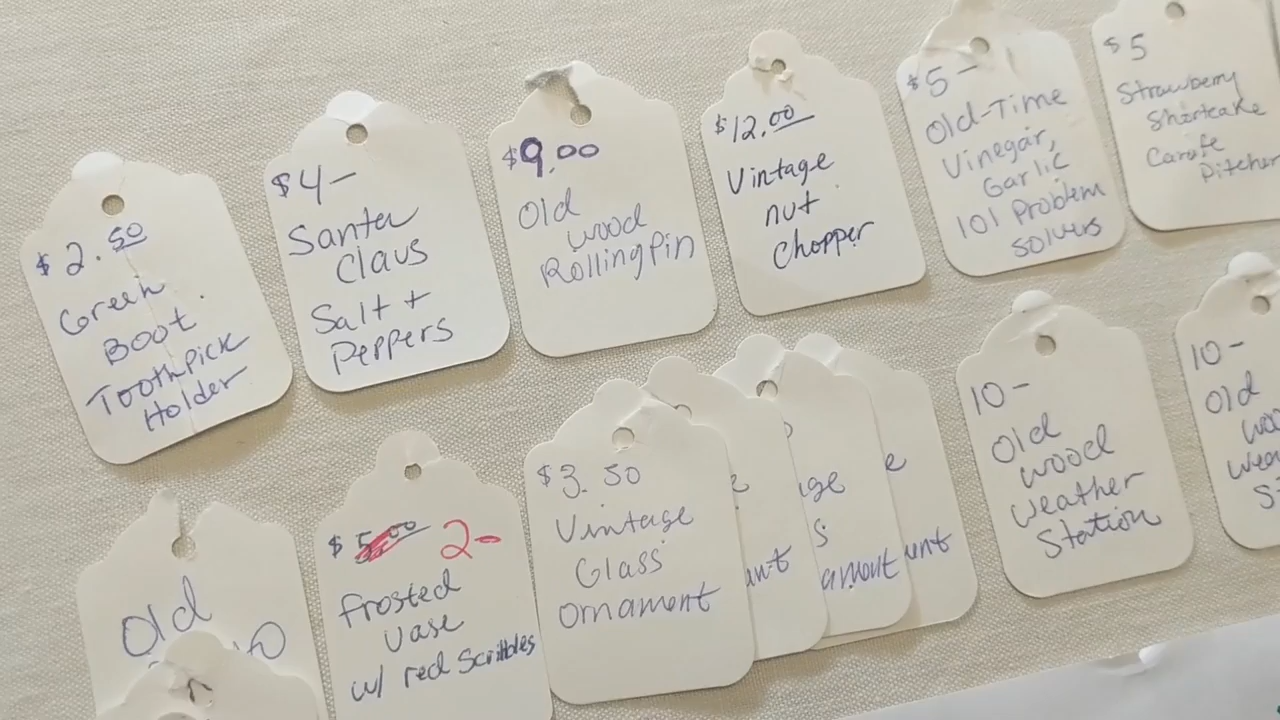 $2.50
Green
Boot
Toothpick
Holder
$4-
Santa
Claus
Salt +
Peppers
$9.00
Old
wood
Rolling Pin
$12.00
Vintage
nut
Chopper
$5-
Old-Time
Vinegar,
Garlic
101 Problem
Solvers
$5
Strawberry
Shortcake
Carafe
Pitcher
Old
$5.00 2-
frosted
vase
w/ red Scribbles
$3.50
Vintage
Glass
Ornament
10-
Old
wood
Weather
Station
10-
Old